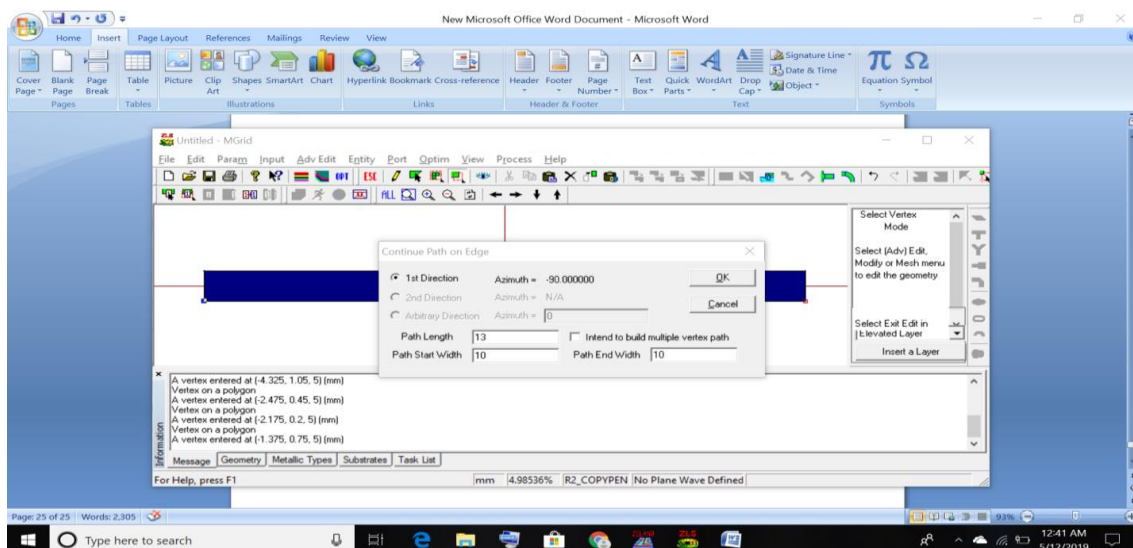 New Microsoft Office Word Document - Microsoft Word
Home Insert Page Layout References Mailings Review View
Cover Page Blank Page Page Break Table Picture Clip Art Shapes SmartArt Chart Hyperlink Bookmark Cross-reference Header Footer Page Number Text Box Quick Parts WordArt Drop Cap Signature Line Date & Time Object Equation Symbol
Pages Tables Illustrations Links Header & Footer Text Symbols
Untitled - MGrid
File Edit Param Input Adv Edit Entity Port Optim View Process Help
OPT ESC
ALL
Select Vertex
Mode
Select (Adv) Edit,
Modify or Mesh menu
to edit the geometry
Select Exit Edit in
Elevated Layer
Insert a Layer
Continue Path on Edge
1st Direction Azimuth = -90.000000 OK
2nd Direction Azimuth = N/A
Cancel
Arbitrary Direction Azimuth = 0
Path Length 13 Intend to build multiple vertex path
Path Start Width 10 Path End Width 10
A vertex entered at (-4.325, 1.05, 5) (mm)
Vertex on a polygon
A vertex entered at (-2.475, 0.45, 5) (mm)
Vertex on a polygon
A vertex entered at (-2.175, 0.2, 5) (mm)
Vertex on a polygon
A vertex entered at (-1.375, 0.75, 5) (mm)
Information
Message Geometry Metallic Types Substrates Task List
For Help, press F1 mm 4.98536% R2_COPYPEN No Plane Wave Defined
Page: 25 of 25 Words: 2,305 93%
Type here to search 12:41 AM
5/12/2019